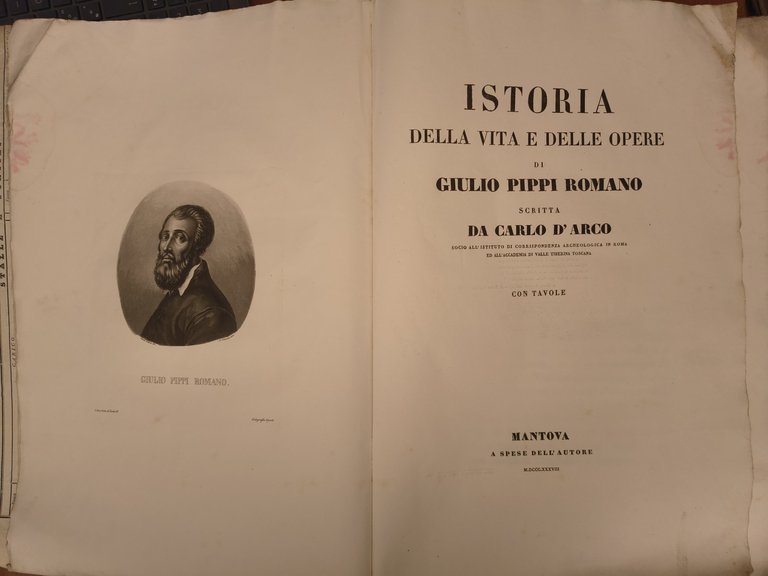 STALLE E
CARICO
GIULIO PIPPI ROMANO.
ISTORIA
DELLA VITA E DELLE OPERE
DI
GIULIO PIPPI ROMANO
SCRITTA
DA CARLO D'ARCO
SOCIO ALL'ISTITUTO DI CORRISPONDENZA ARCHEOLOGICA IN ROMA
ED ALL'ACCADEMIA DI VALLE TIBERINA TOSCANA
CON TAVOLE
MANTOVA
A SPESE DELL'AUTORE
M.DCCC.XXXVIII